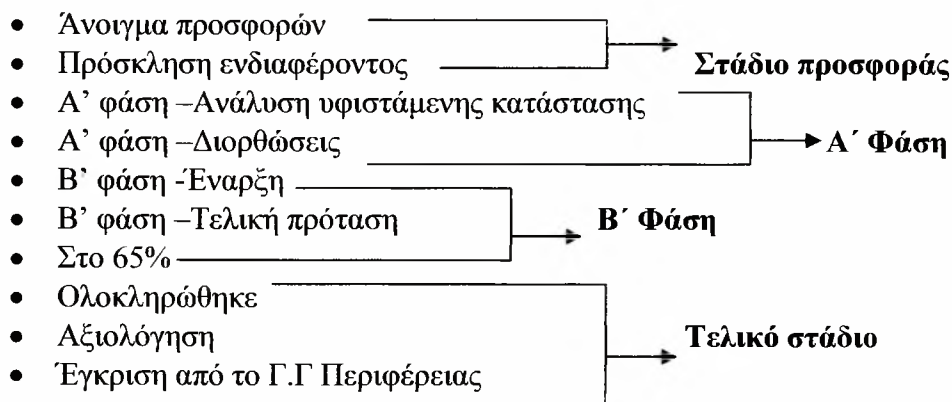 • Άνοιγμα προσφορών
• Πρόσκληση ενδιαφέροντος
Στάδιο προσφοράς
• Α’ φάση –Ανάλυση υφιστάμενης κατάστασης
• Α’ φάση –Διορθώσεις
Α΄ Φάση
• Β’ φάση -Έναρξη
• Β’ φάση –Τελική πρόταση
• Στο 65%
Β΄ Φάση
• Ολοκληρώθηκε
• Αξιολόγηση
• Έγκριση από το Γ.Γ Περιφέρειας
Τελικό στάδιο